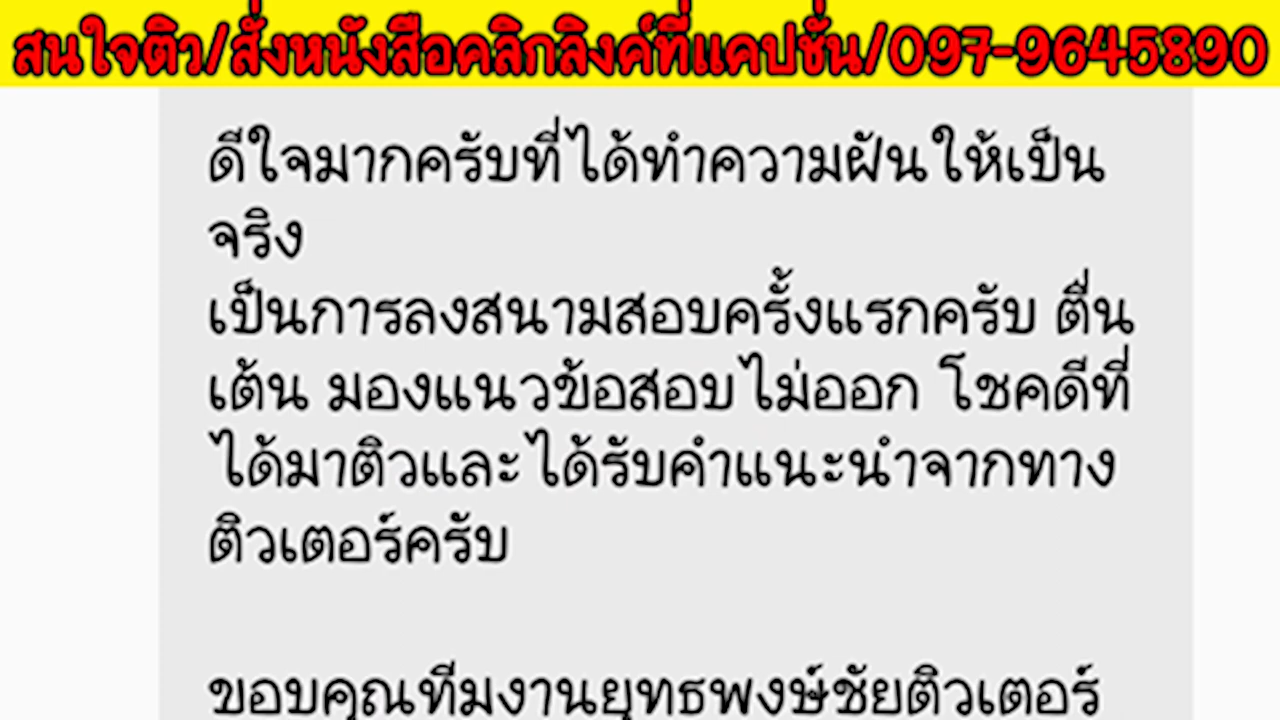 สนใจติว/สั่งหนังสือคลิกลิงค์ที่แคปชั่น/097-9645890
ดีใจมากครับที่ได้ทำความฝันให้เป็น
จริง
เป็นการลงสนามสอบครั้งแรกครับ ตื่น
เต้น มองแนวข้อสอบไม่ออก โชคดีที่
ได้มาติวและได้รับคำแนะนำจากทาง
ติวเตอร์ครับ
ขอบคุณทีมงานยุทธพงษ์ชัยติวเตอร์